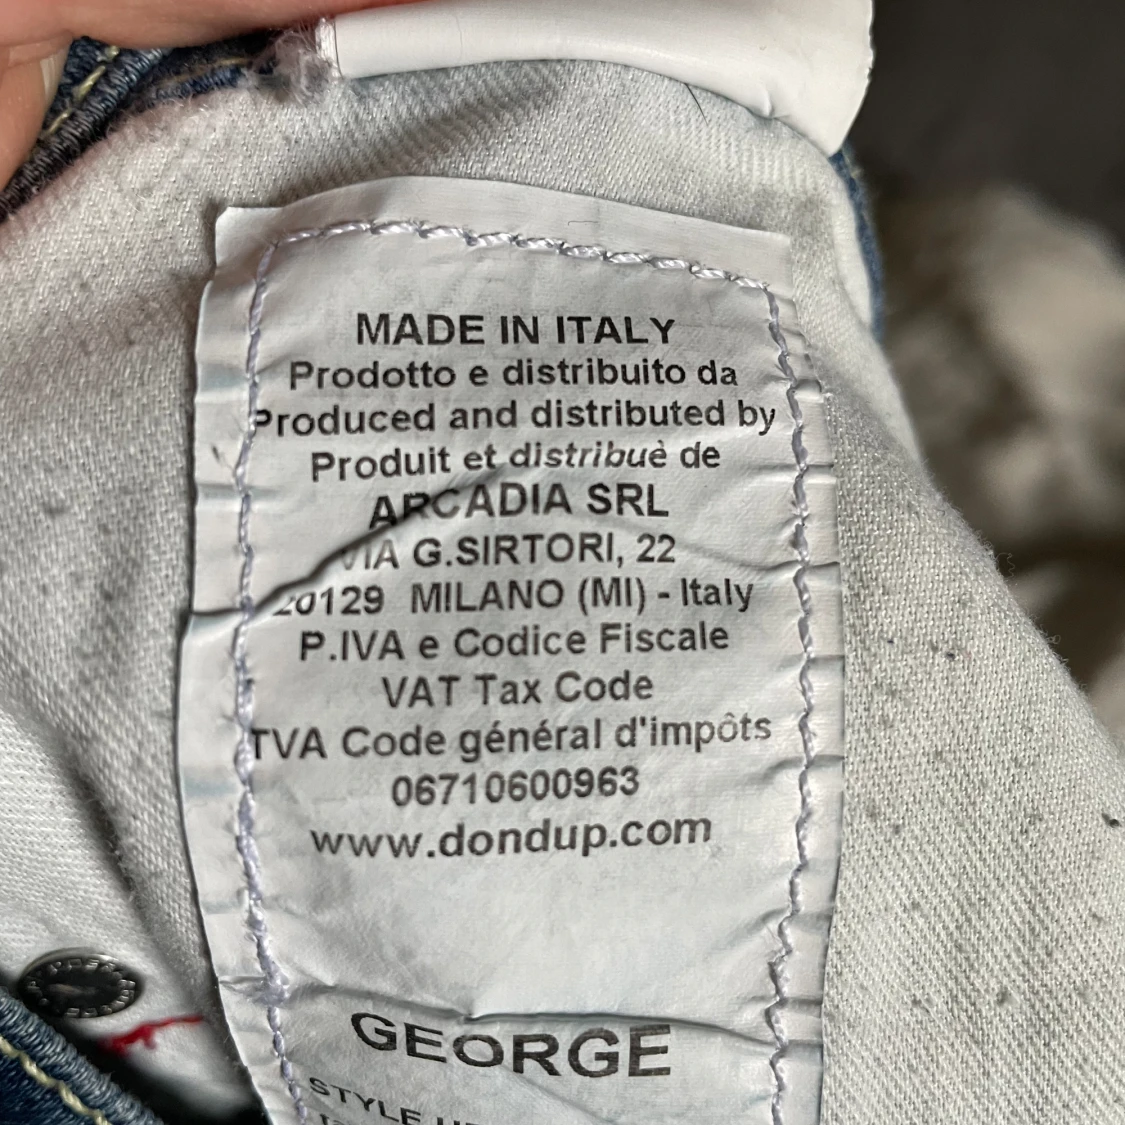 MADE IN ITALY
Prodotto e distribuito da
Produced and distributed by
Produit et distribuè de
ARCADIA SRL
VIA G.SIRTORI, 22
20129 MILANO (MI) - Italy
P.IVA e Codice Fiscale
VAT Tax Code
TVA Code général d'impôts
06710600963
www.dondup.com
GEORGE
STYLE